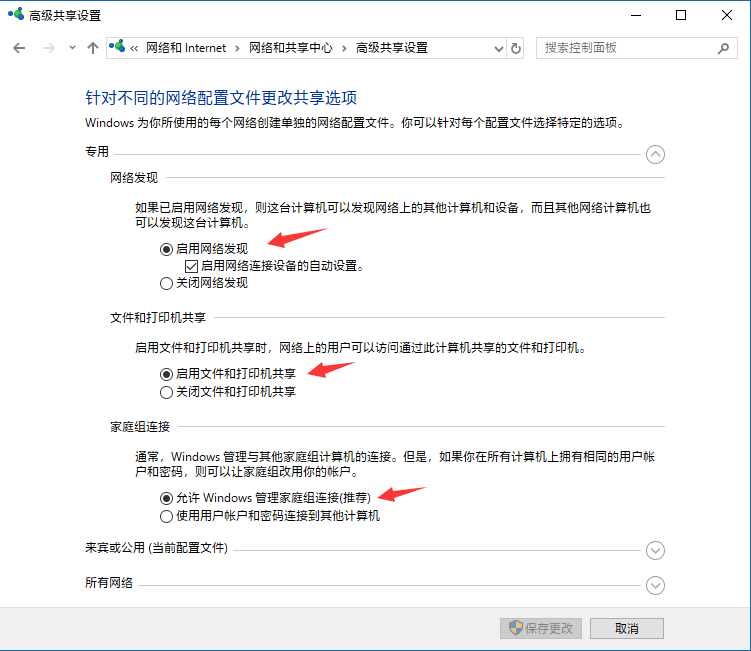 高级共享设置
« 网络和 Internet › 网络和共享中心 › 高级共享设置
搜索控制面板
针对不同的网络配置文件更改共享选项
Windows 为你所使用的每个网络创建单独的网络配置文件。你可以针对每个配置文件选择特定的选项。
专用
网络发现
如果已启用网络发现，则这台计算机可以发现网络上的其他计算机和设备，而且其他网络计算机也
可以发现这台计算机。
启用网络发现
启用网络连接设备的自动设置。
关闭网络发现
文件和打印机共享
启用文件和打印机共享时，网络上的用户可以访问通过此计算机共享的文件和打印机。
启用文件和打印机共享
关闭文件和打印机共享
家庭组连接
通常，Windows 管理与其他家庭组计算机的连接。但是，如果你在所有计算机上拥有相同的用户帐
户和密码，则可以让家庭组改用你的帐户。
允许 Windows 管理家庭组连接(推荐)
使用用户帐户和密码连接到其他计算机
来宾或公用 (当前配置文件)
所有网络
保存更改
取消